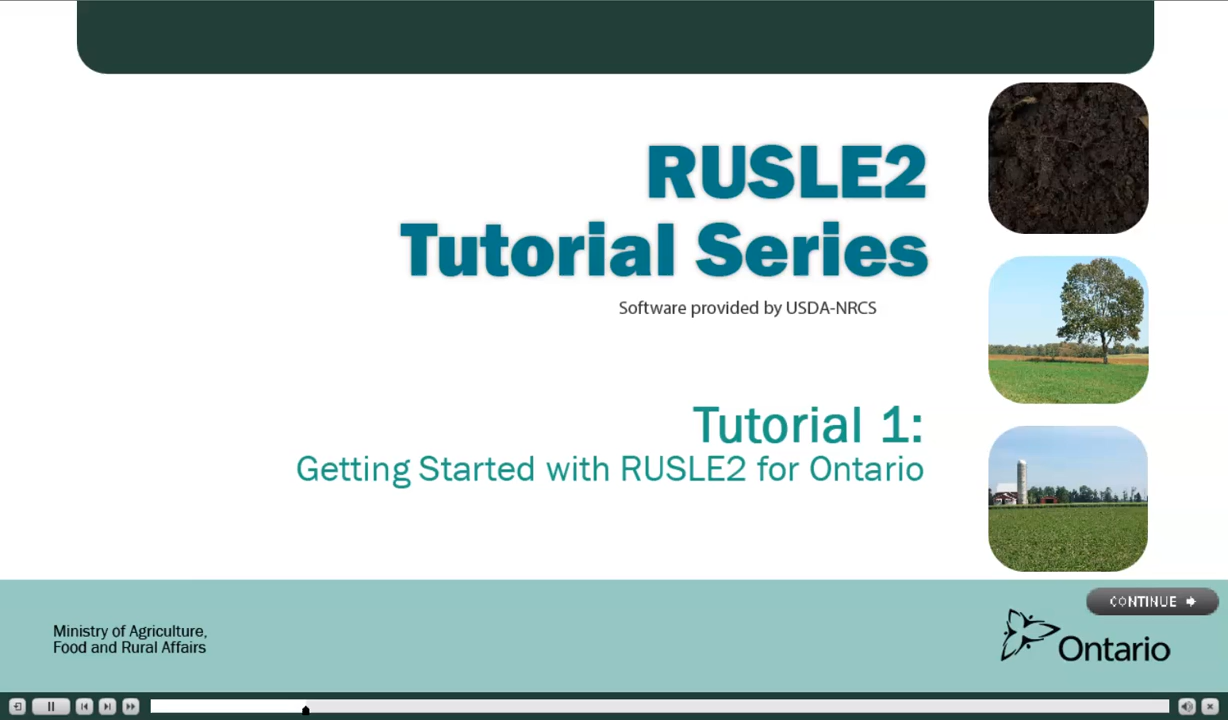 RUSLE2
Tutorial Series
Software provided by USDA-NRCS
Tutorial 1:
Getting Started with RUSLE2 for Ontario
CONTINUE
Ministry of Agriculture,
Food and Rural Affairs
Ontario